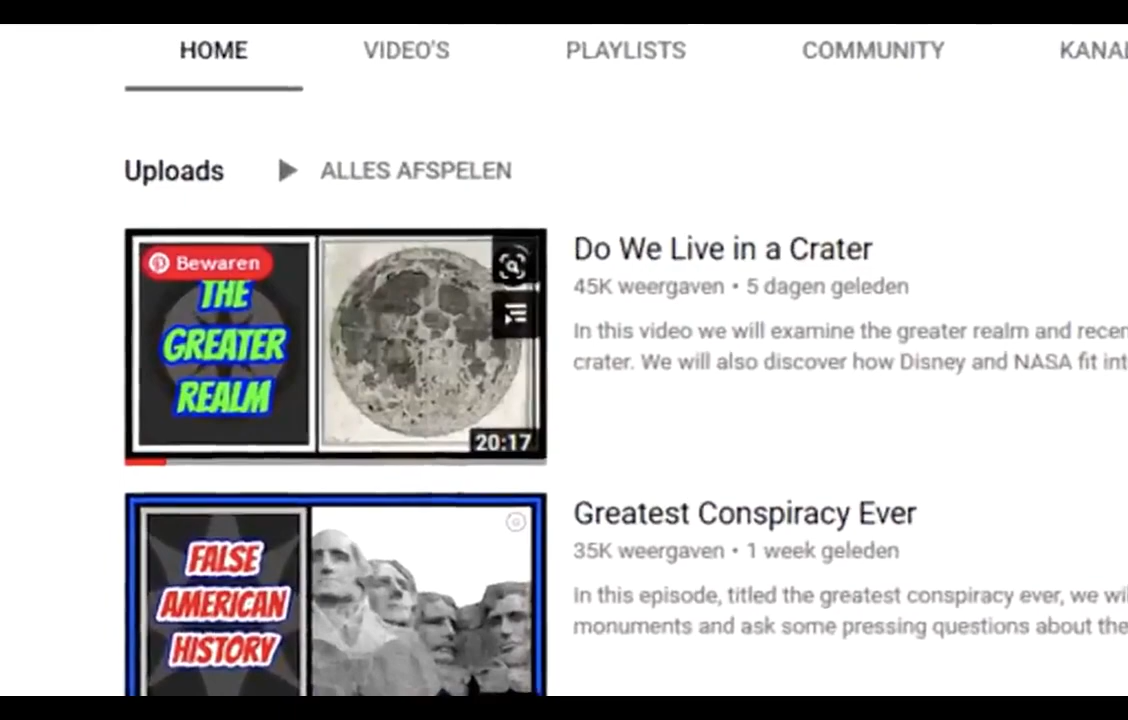 HOME VIDEO'S PLAYLISTS COMMUNITY KANAL
Uploads ALLES AFSPELEN
Bewaren
THE
GREATER
REALM
20:17
Do We Live in a Crater
45K weergaven • 5 dagen geleden
In this video we will examine the greater realm and recen
crater. We will also discover how Disney and NASA fit int
FALSE
AMERICAN
HISTORY
Greatest Conspiracy Ever
35K weergaven • 1 week geleden
In this episode, titled the greatest conspiracy ever, we wil
monuments and ask some pressing questions about the